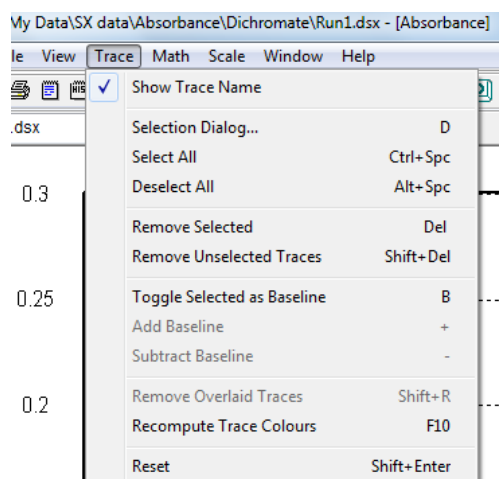 My Data\SX data\Absorbance\Dichromate\Run1.dsx - [Absorbance]
le View Trace Math Scale Window Help
.dsx
✓ Show Trace Name
Selection Dialog... D
Select All Ctrl+Spc
Deselect All Alt+Spc
0.3
Remove Selected Del
Remove Unselected Traces Shift+Del
0.25
Toggle Selected as Baseline B
Add Baseline +
Subtract Baseline -
0.2
Remove Overlaid Traces Shift+R
Recompute Trace Colours F10
Reset Shift+Enter